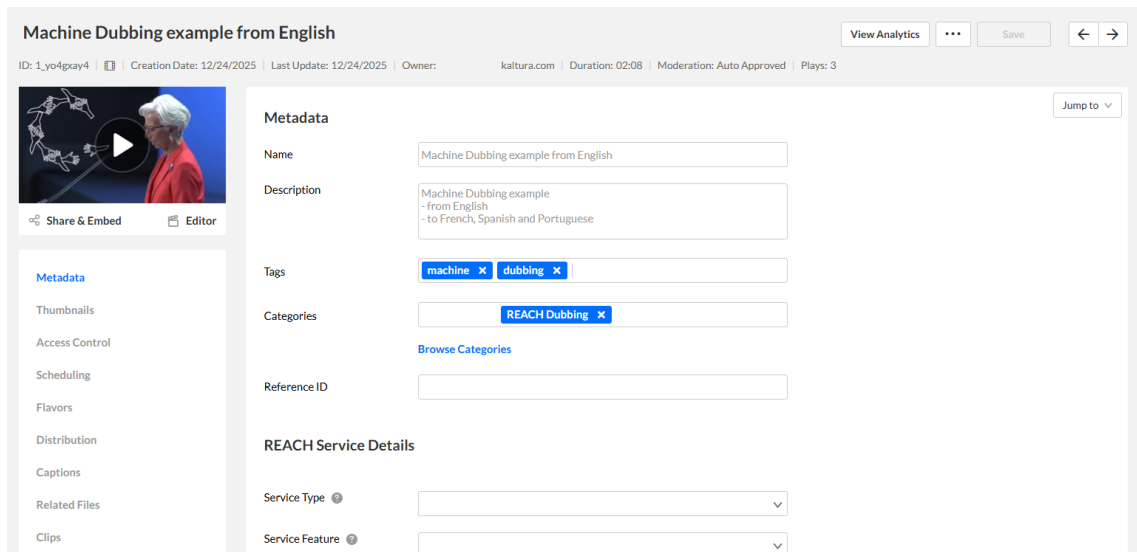 Machine Dubbing example from English
View Analytics
•••
Save
ID: 1_yo4gxay4 | Creation Date: 12/24/2025 | Last Update: 12/24/2025 | Owner: kaltura.com | Duration: 02:08 | Moderation: Auto Approved | Plays: 3
Share & Embed
Editor
Metadata
Thumbnails
Access Control
Scheduling
Flavors
Distribution
Captions
Related Files
Clips
Jump to
Metadata
Name
Machine Dubbing example from English
Description
Machine Dubbing example
- from English
- to French, Spanish and Portuguese
Tags
machine ×
dubbing ×
Categories
REACH Dubbing ×
Browse Categories
Reference ID
REACH Service Details
Service Type ?
Service Feature ?